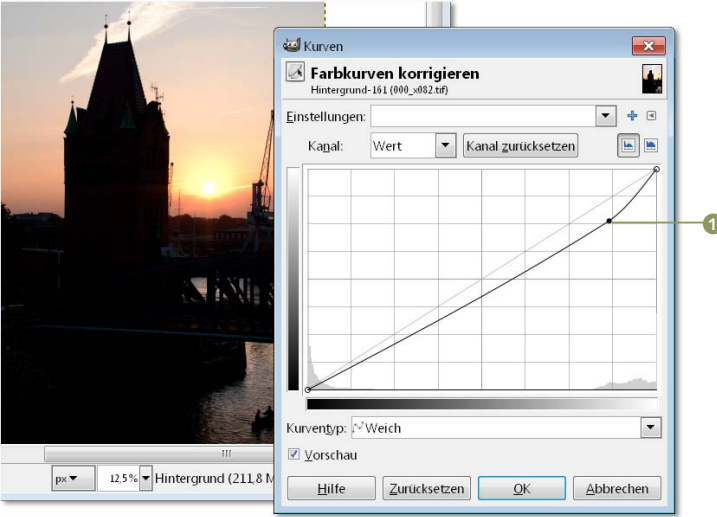 Kurven
Farbkurven korrigieren
Hintergrund-161 (000_x082.tif)
Einstellungen:
Kanal: Wert Kanal zurücksetzen
1
Kurventyp: Weich
Vorschau
px 12,5% Hintergrund (211,8 M
Hilfe Zurücksetzen OK Abbrechen